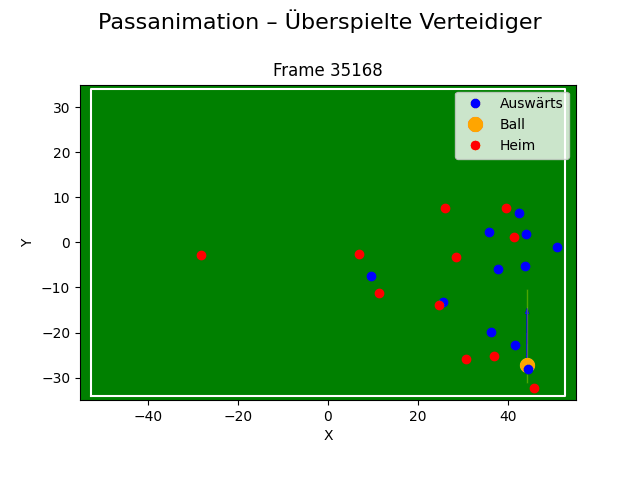 Passanimation – Überspielte Verteidiger
Frame 35168
Auswärts
Ball
Heim
30
20
10
0
−10
−20
−30
Y
−40
−20
0
20
40
X